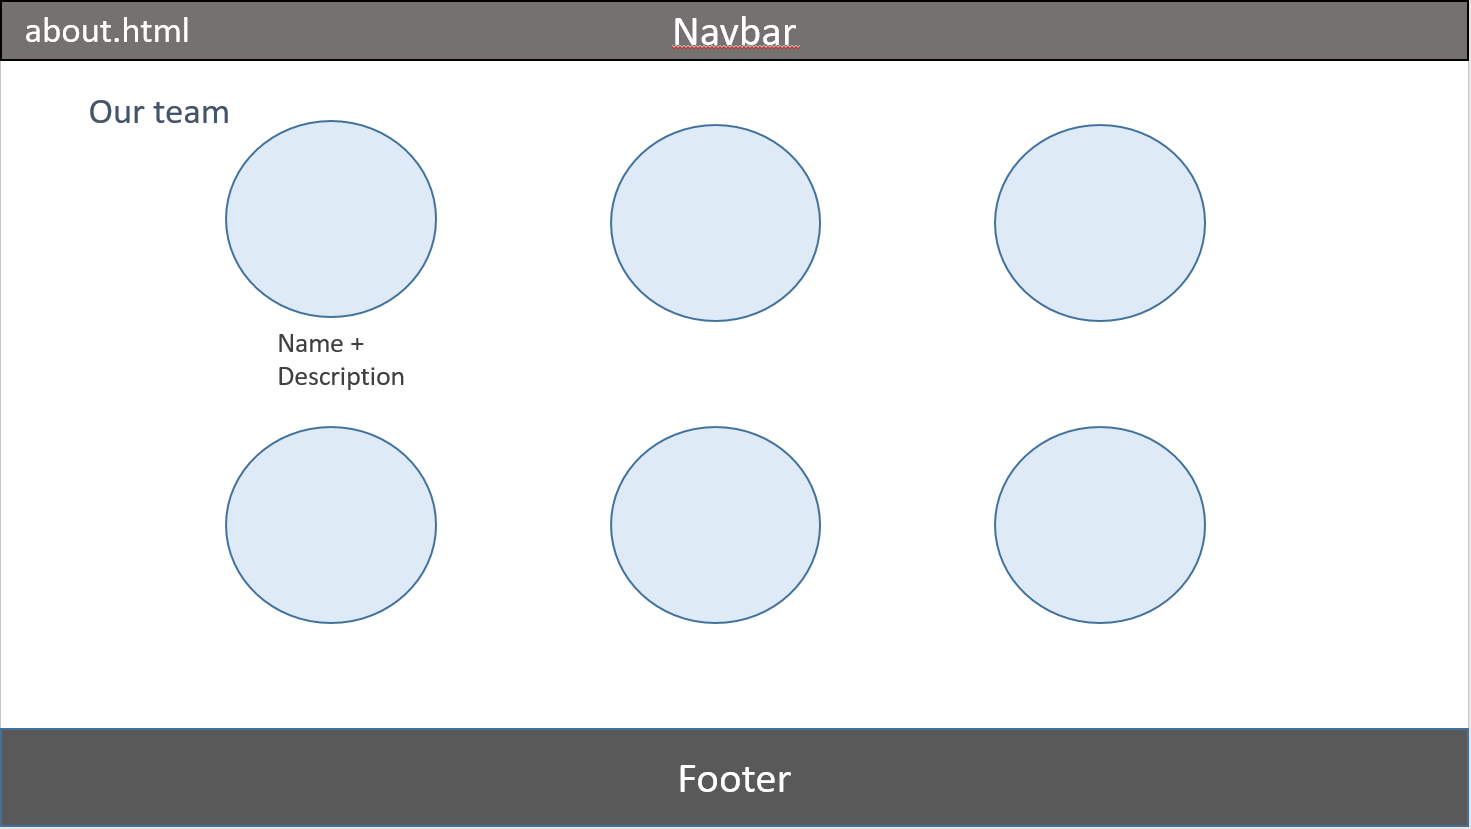 about.html
Navbar
Our team
Name +
Description
Footer